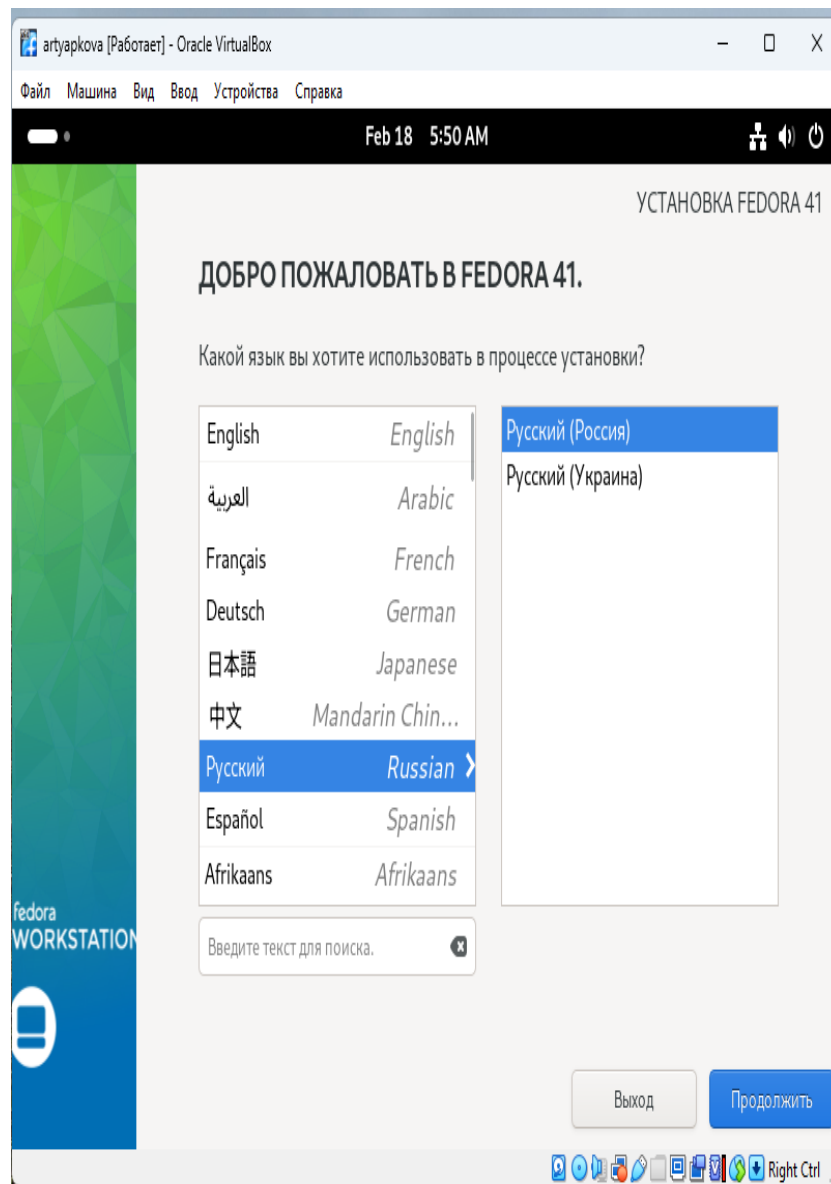 artyapkova [Работает] - Oracle VirtualBox
Файл Машина Вид Ввод Устройства Справка
Feb 18 5:50 AM
УСТАНОВКА FEDORA 41
ДОБРО ПОЖАЛОВАТЬ В FEDORA 41.
Какой язык вы хотите использовать в процессе установки?
English English
العربية Arabic
Français French
Deutsch German
日本語 Japanese
中文 Mandarin Chin...
Русский Russian
Español Spanish
Afrikaans Afrikaans
Введите текст для поиска.
Русский (Россия)
Русский (Украина)
fedora
WORKSTATION
Выход Продолжить
Right Ctrl